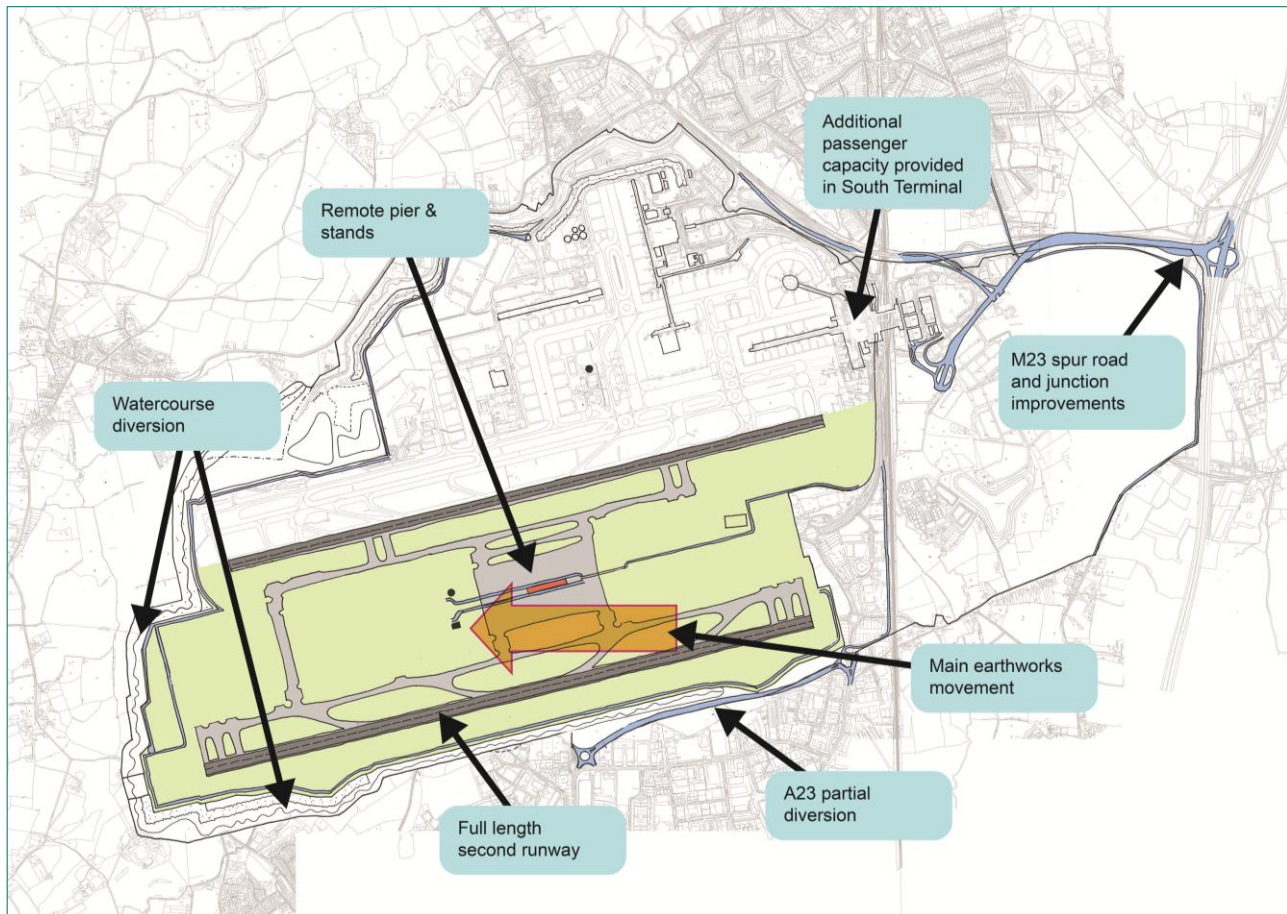 Additional
passenger
capacity provided
in South Terminal
Remote pier &
stands
M23 spur road
and junction
improvements
Watercourse
diversion
Main earthworks
movement
A23 partial
diversion
Full length
second runway